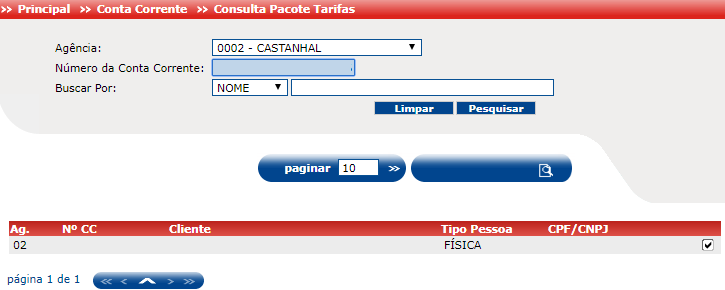 >> Principal >> Conta Corrente >> Consulta Pacote Tarifas
Agência: 0002 - CASTANHAL
Número da Conta Corrente:
Buscar Por: NOME
Limpar Pesquisar
paginar 10 >>
Ag. Nº CC Cliente Tipo Pessoa CPF/CNPJ
02 FÍSICA
página 1 de 1 << < > >>